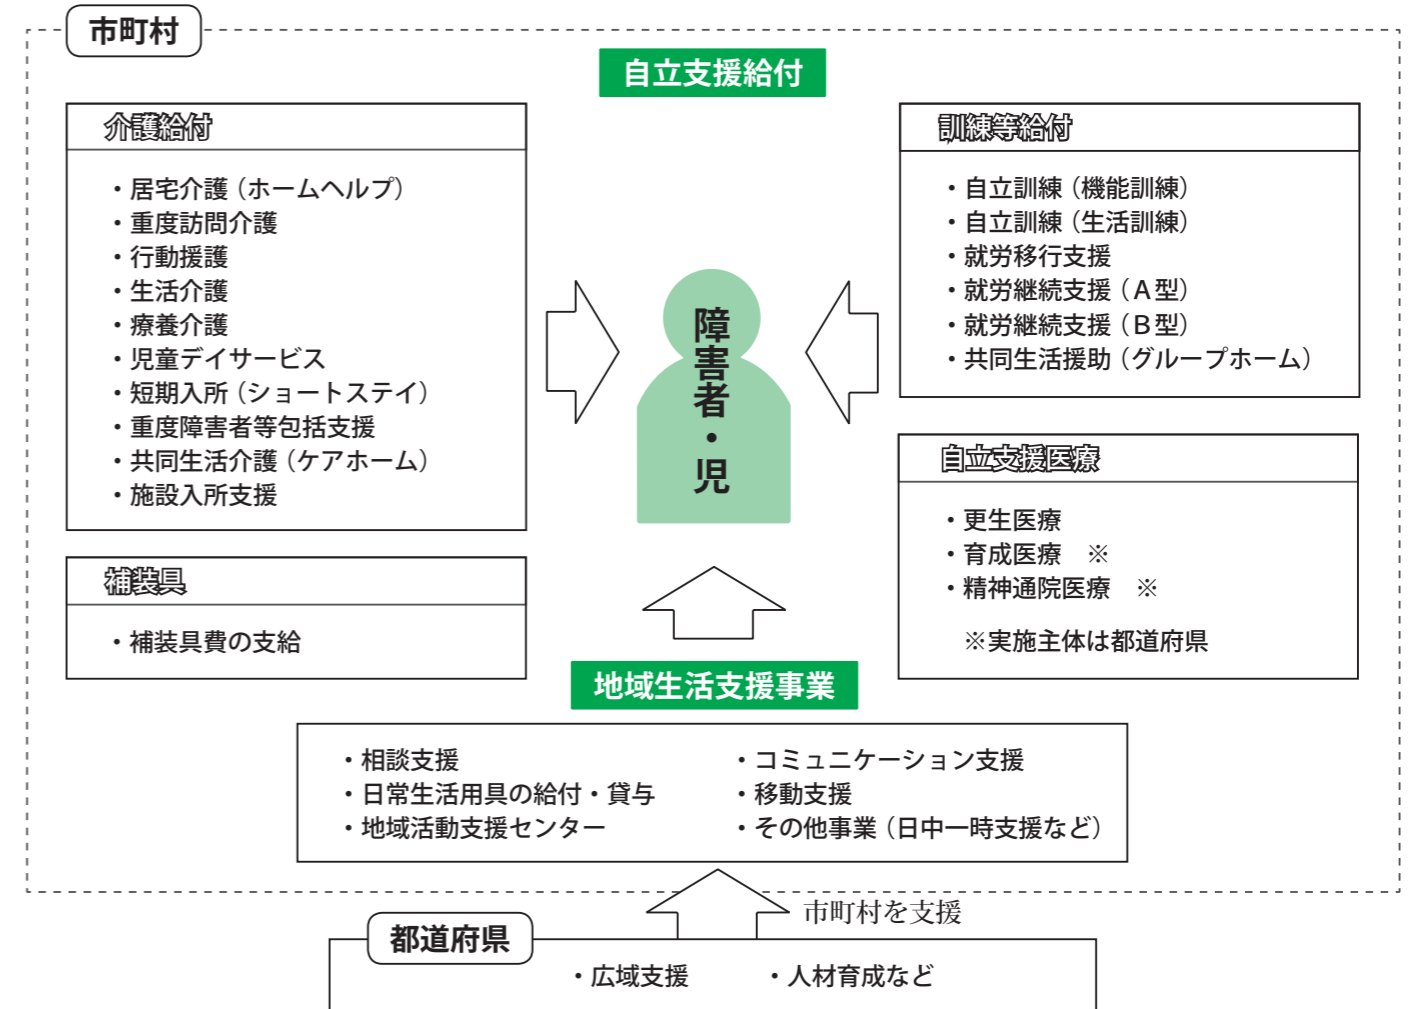 市町村
自立支援給付
介護給付
・居宅介護（ホームヘルプ）
・重度訪問介護
・行動援護
・生活介護
・療養介護
・児童デイサービス
・短期入所（ショートステイ）
・重度障害者等包括支援
・共同生活介護（ケアホーム）
・施設入所支援
補装具
・補装具費の支給
障害者・児
訓練等給付
・自立訓練（機能訓練）
・自立訓練（生活訓練）
・就労移行支援
・就労継続支援（Ａ型）
・就労継続支援（Ｂ型）
・共同生活援助（グループホーム）
自立支援医療
・更生医療
・育成医療　※
・精神通院医療　※
※実施主体は都道府県
地域生活支援事業
・相談支援
・日常生活用具の給付・貸与
・地域活動支援センター
・コミュニケーション支援
・移動支援
・その他事業（日中一時支援など）
市町村を支援
都道府県
・広域支援
・人材育成など